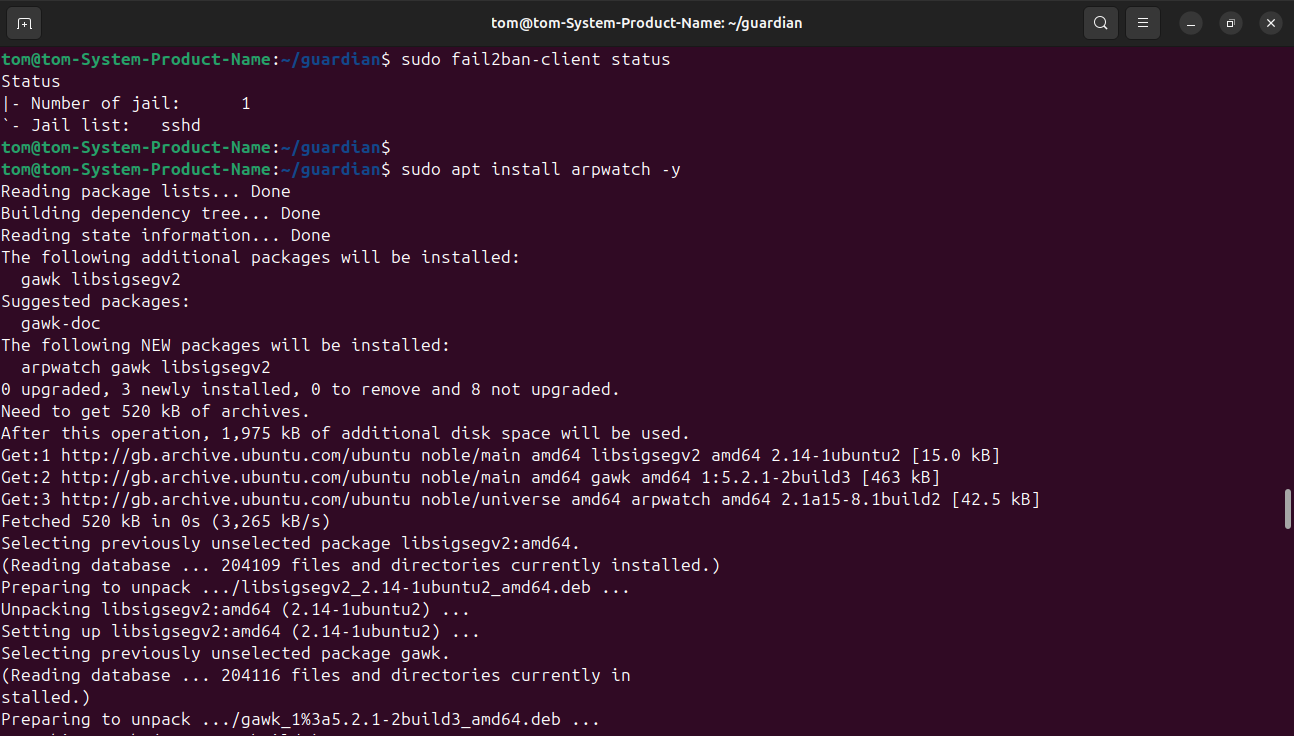 tom@tom-System-Product-Name: ~/guardian
tom@tom-System-Product-Name:~/guardian$ sudo fail2ban-client status
Status
|- Number of jail:      1
`- Jail list:   sshd
tom@tom-System-Product-Name:~/guardian$
tom@tom-System-Product-Name:~/guardian$ sudo apt install arpwatch -y
Reading package lists... Done
Building dependency tree... Done
Reading state information... Done
The following additional packages will be installed:
  gawk libsigsegv2
Suggested packages:
  gawk-doc
The following NEW packages will be installed:
  arpwatch gawk libsigsegv2
0 upgraded, 3 newly installed, 0 to remove and 8 not upgraded.
Need to get 520 kB of archives.
After this operation, 1,975 kB of additional disk space will be used.
Get:1 http://gb.archive.ubuntu.com/ubuntu noble/main amd64 libsigsegv2 amd64 2.14-1ubuntu2 [15.0 kB]
Get:2 http://gb.archive.ubuntu.com/ubuntu noble/main amd64 gawk amd64 1:5.2.1-2build3 [463 kB]
Get:3 http://gb.archive.ubuntu.com/ubuntu noble/universe amd64 arpwatch amd64 2.1a15-8.1build2 [42.5 kB]
Fetched 520 kB in 0s (3,265 kB/s)
Selecting previously unselected package libsigsegv2:amd64.
(Reading database ... 204109 files and directories currently installed.)
Preparing to unpack .../libsigsegv2_2.14-1ubuntu2_amd64.deb ...
Unpacking libsigsegv2:amd64 (2.14-1ubuntu2) ...
Setting up libsigsegv2:amd64 (2.14-1ubuntu2) ...
Selecting previously unselected package gawk.
(Reading database ... 204116 files and directories currently in
stalled.)
Preparing to unpack .../gawk_1%3a5.2.1-2build3_amd64.deb ...